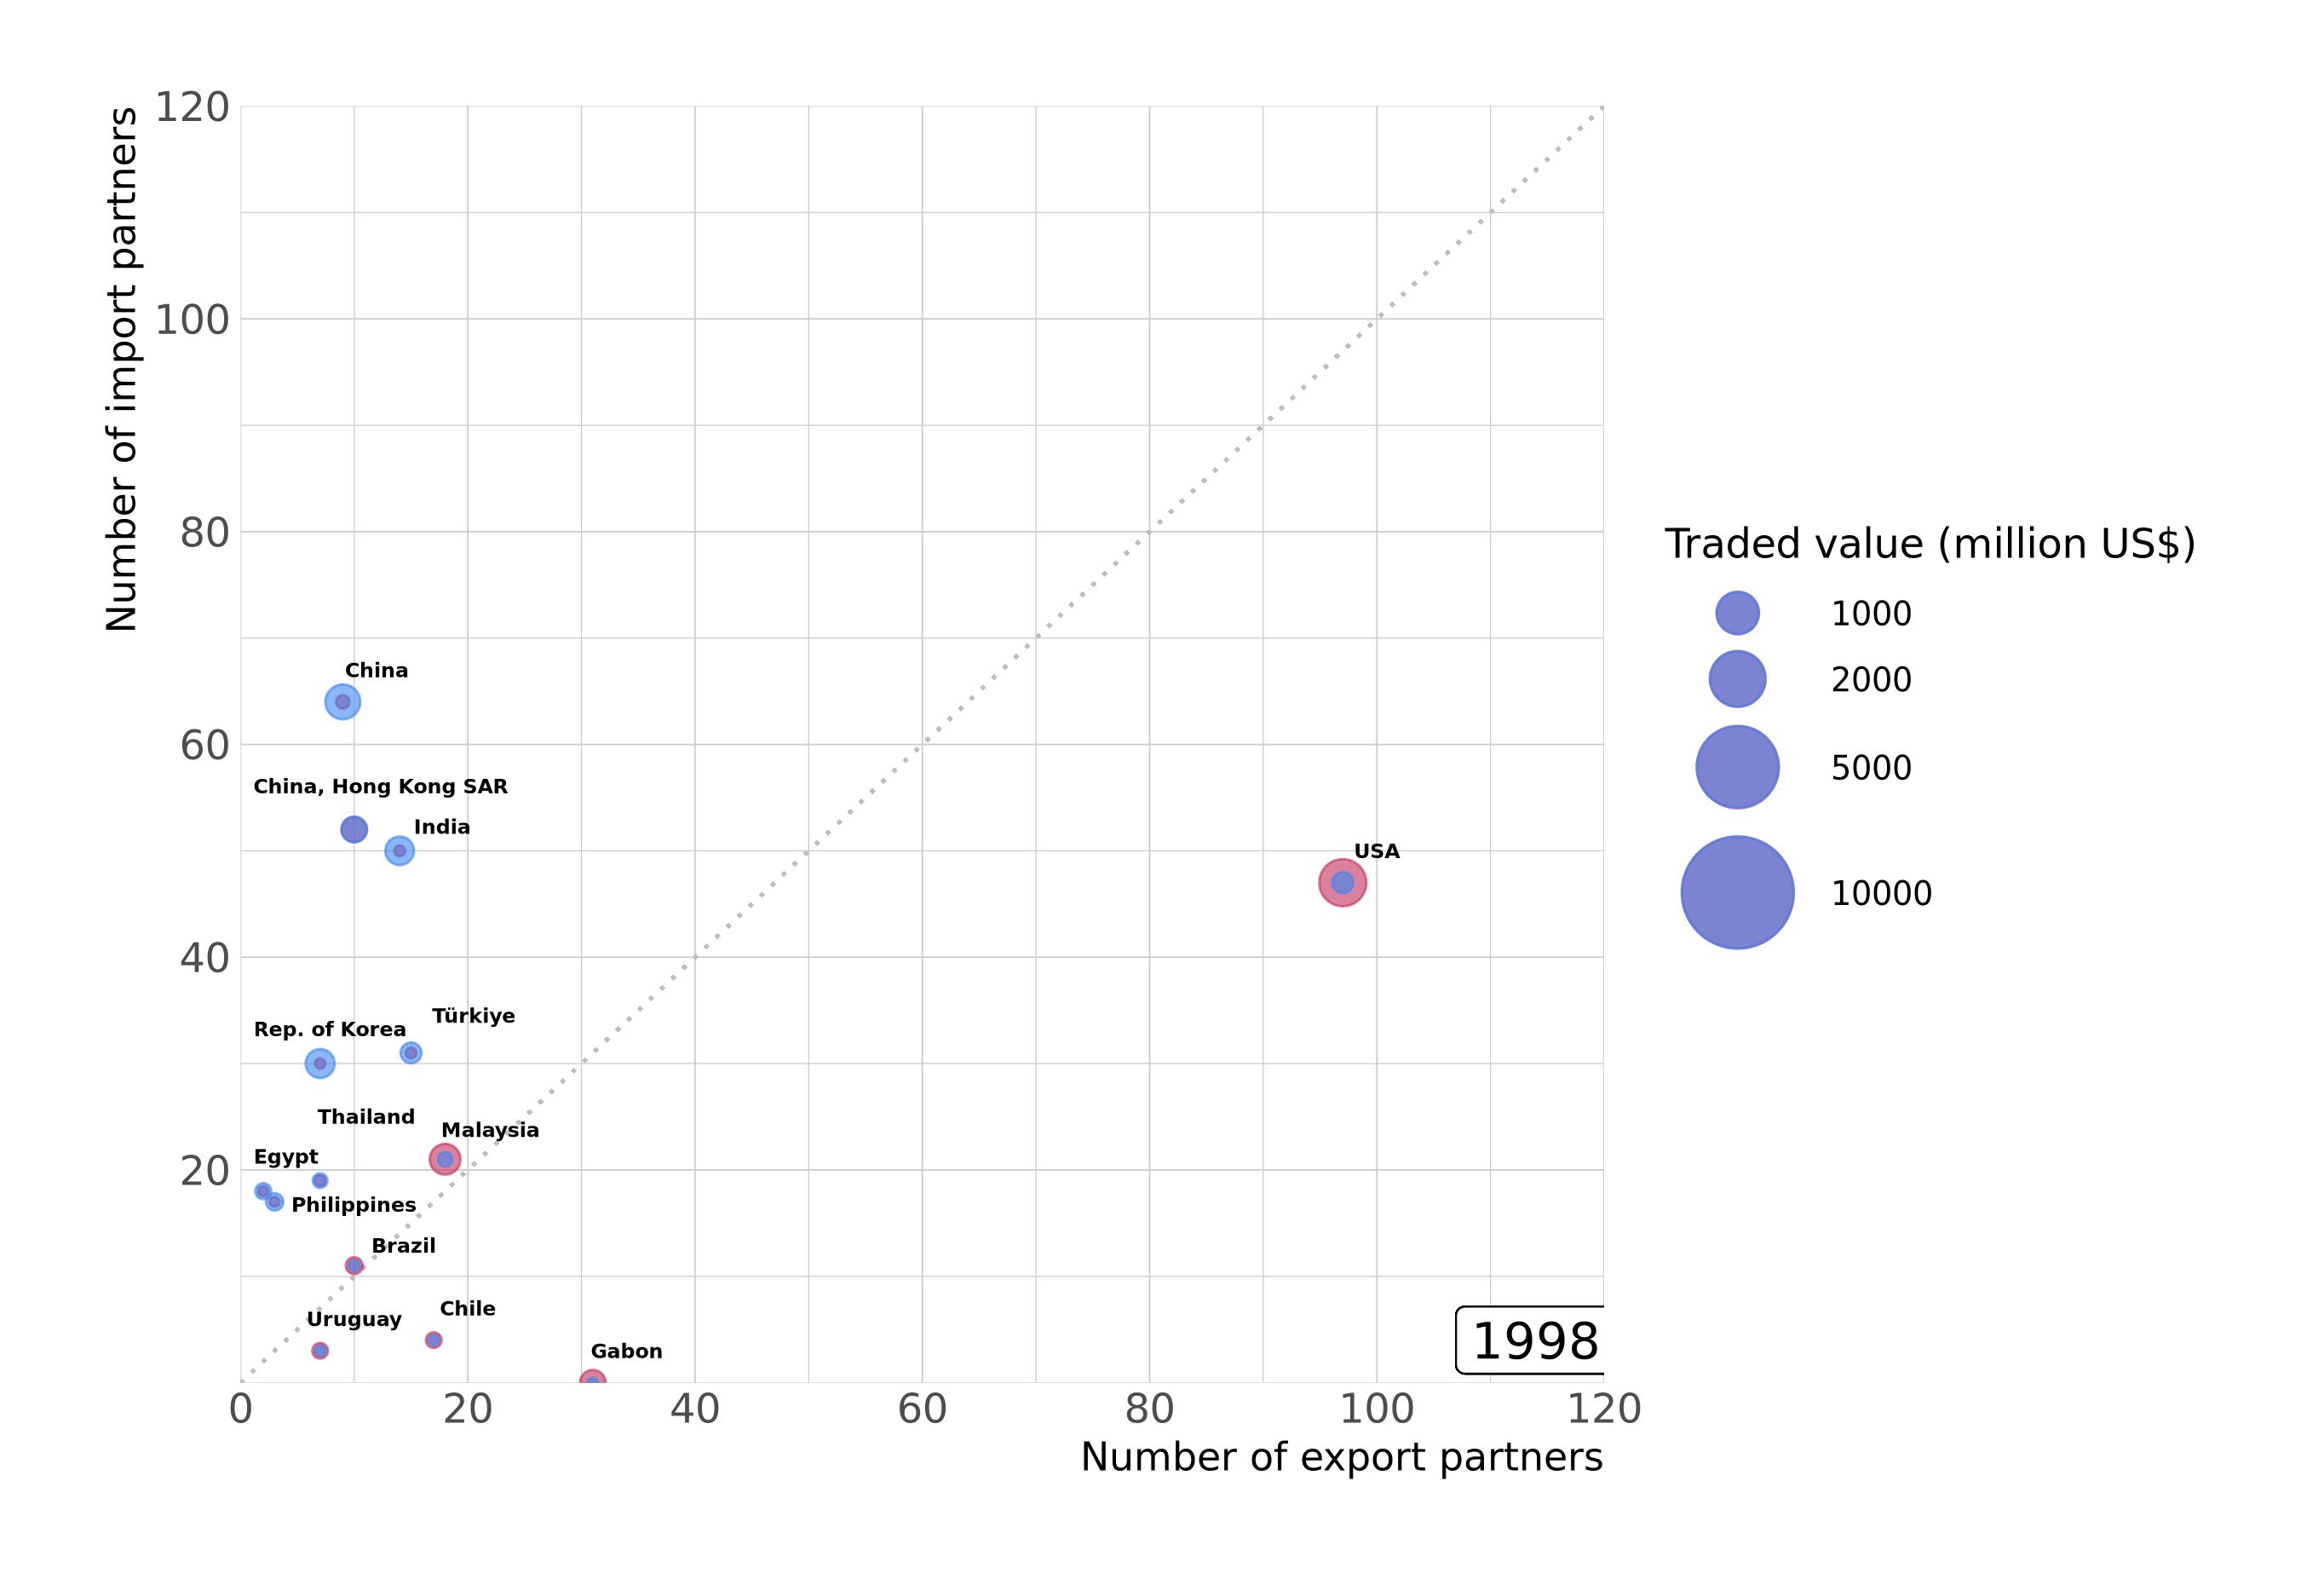 120
100
80
60
40
20
Number of import partners
China
China, Hong Kong SAR
India
USA
Türkiye
Rep. of Korea
Thailand
Malaysia
Egypt
Philippines
Brazil
Chile
Uruguay
Gabon
1998
0 20 40 60 80 100 120
Number of export partners
Traded value (million US$)
1000
2000
5000
10000